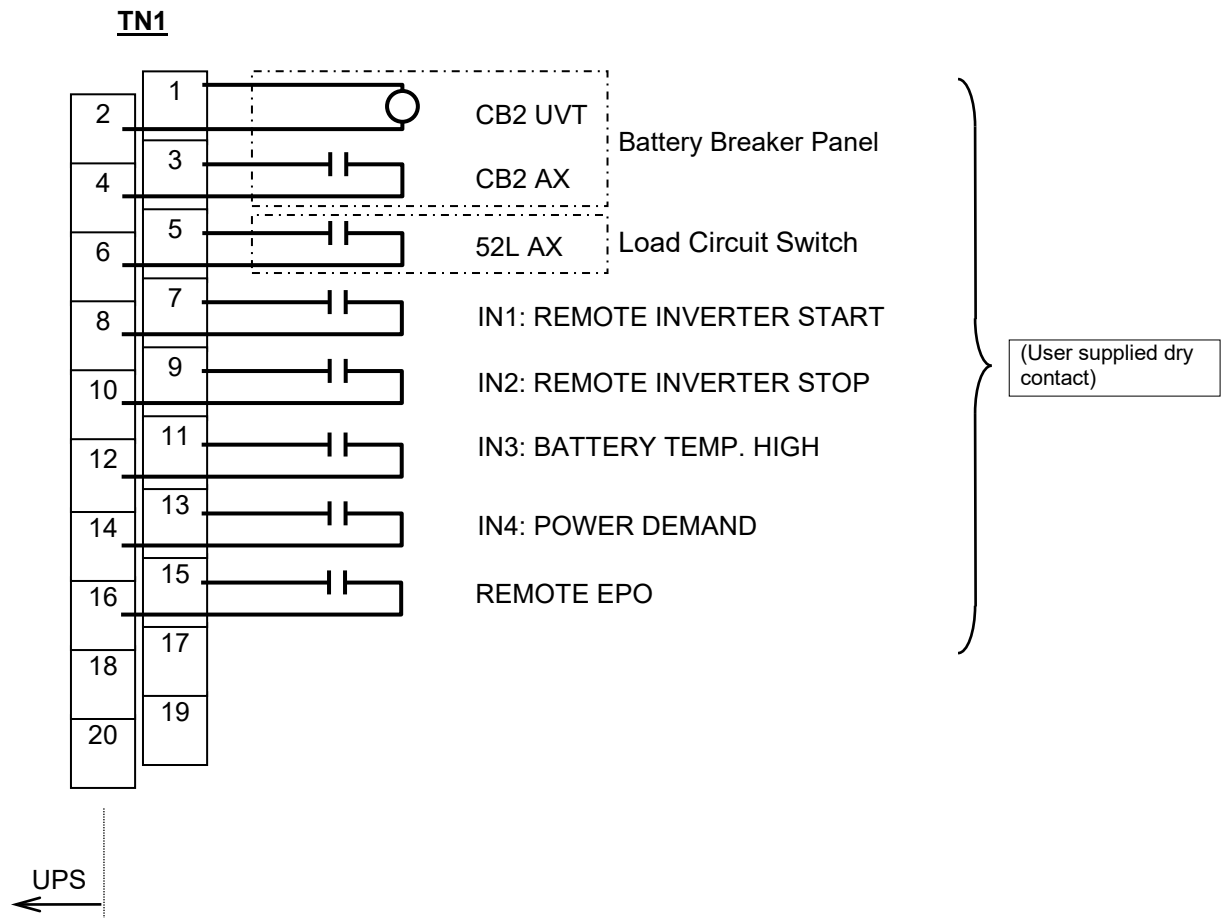 TN1
1
2
CB2 UVT
Battery Breaker Panel
3
4
CB2 AX
5
6
52L AX
Load Circuit Switch
7
8
IN1: REMOTE INVERTER START
9
10
IN2: REMOTE INVERTER STOP
(User supplied dry
contact)
11
12
IN3: BATTERY TEMP. HIGH
13
14
IN4: POWER DEMAND
15
16
REMOTE EPO
17
18
19
20
UPS